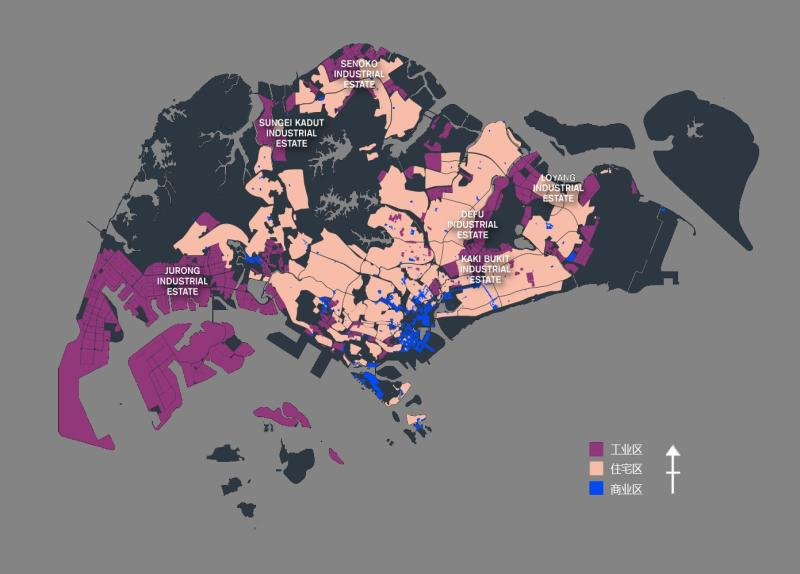 SENOKO
INDUSTRIAL
ESTATE
SUNGEI KADUT
INDUSTRIAL
ESTATE
LOYANG
INDUSTRIAL
ESTATE
DEFU
INDUSTRIAL
ESTATE
KAKI BUKIT
INDUSTRIAL
ESTATE
JURONG
INDUSTRIAL
ESTATE
工业区
住宅区
商业区